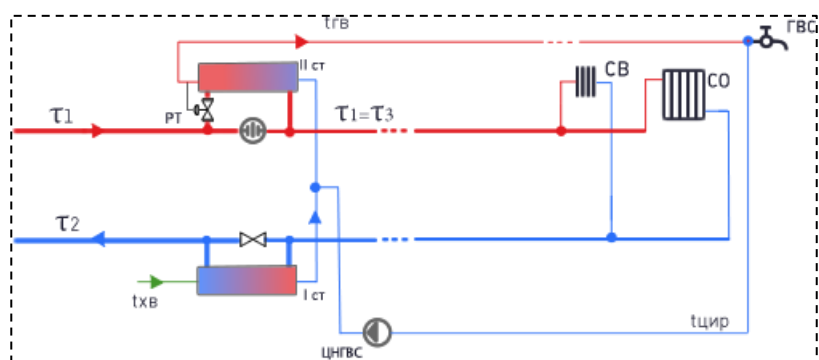 tгв
ГВС
II ст
СВ
СО
τ1
РТ
τ1=τ3
τ2
tхв
I ст
ЦНГВС
tцир